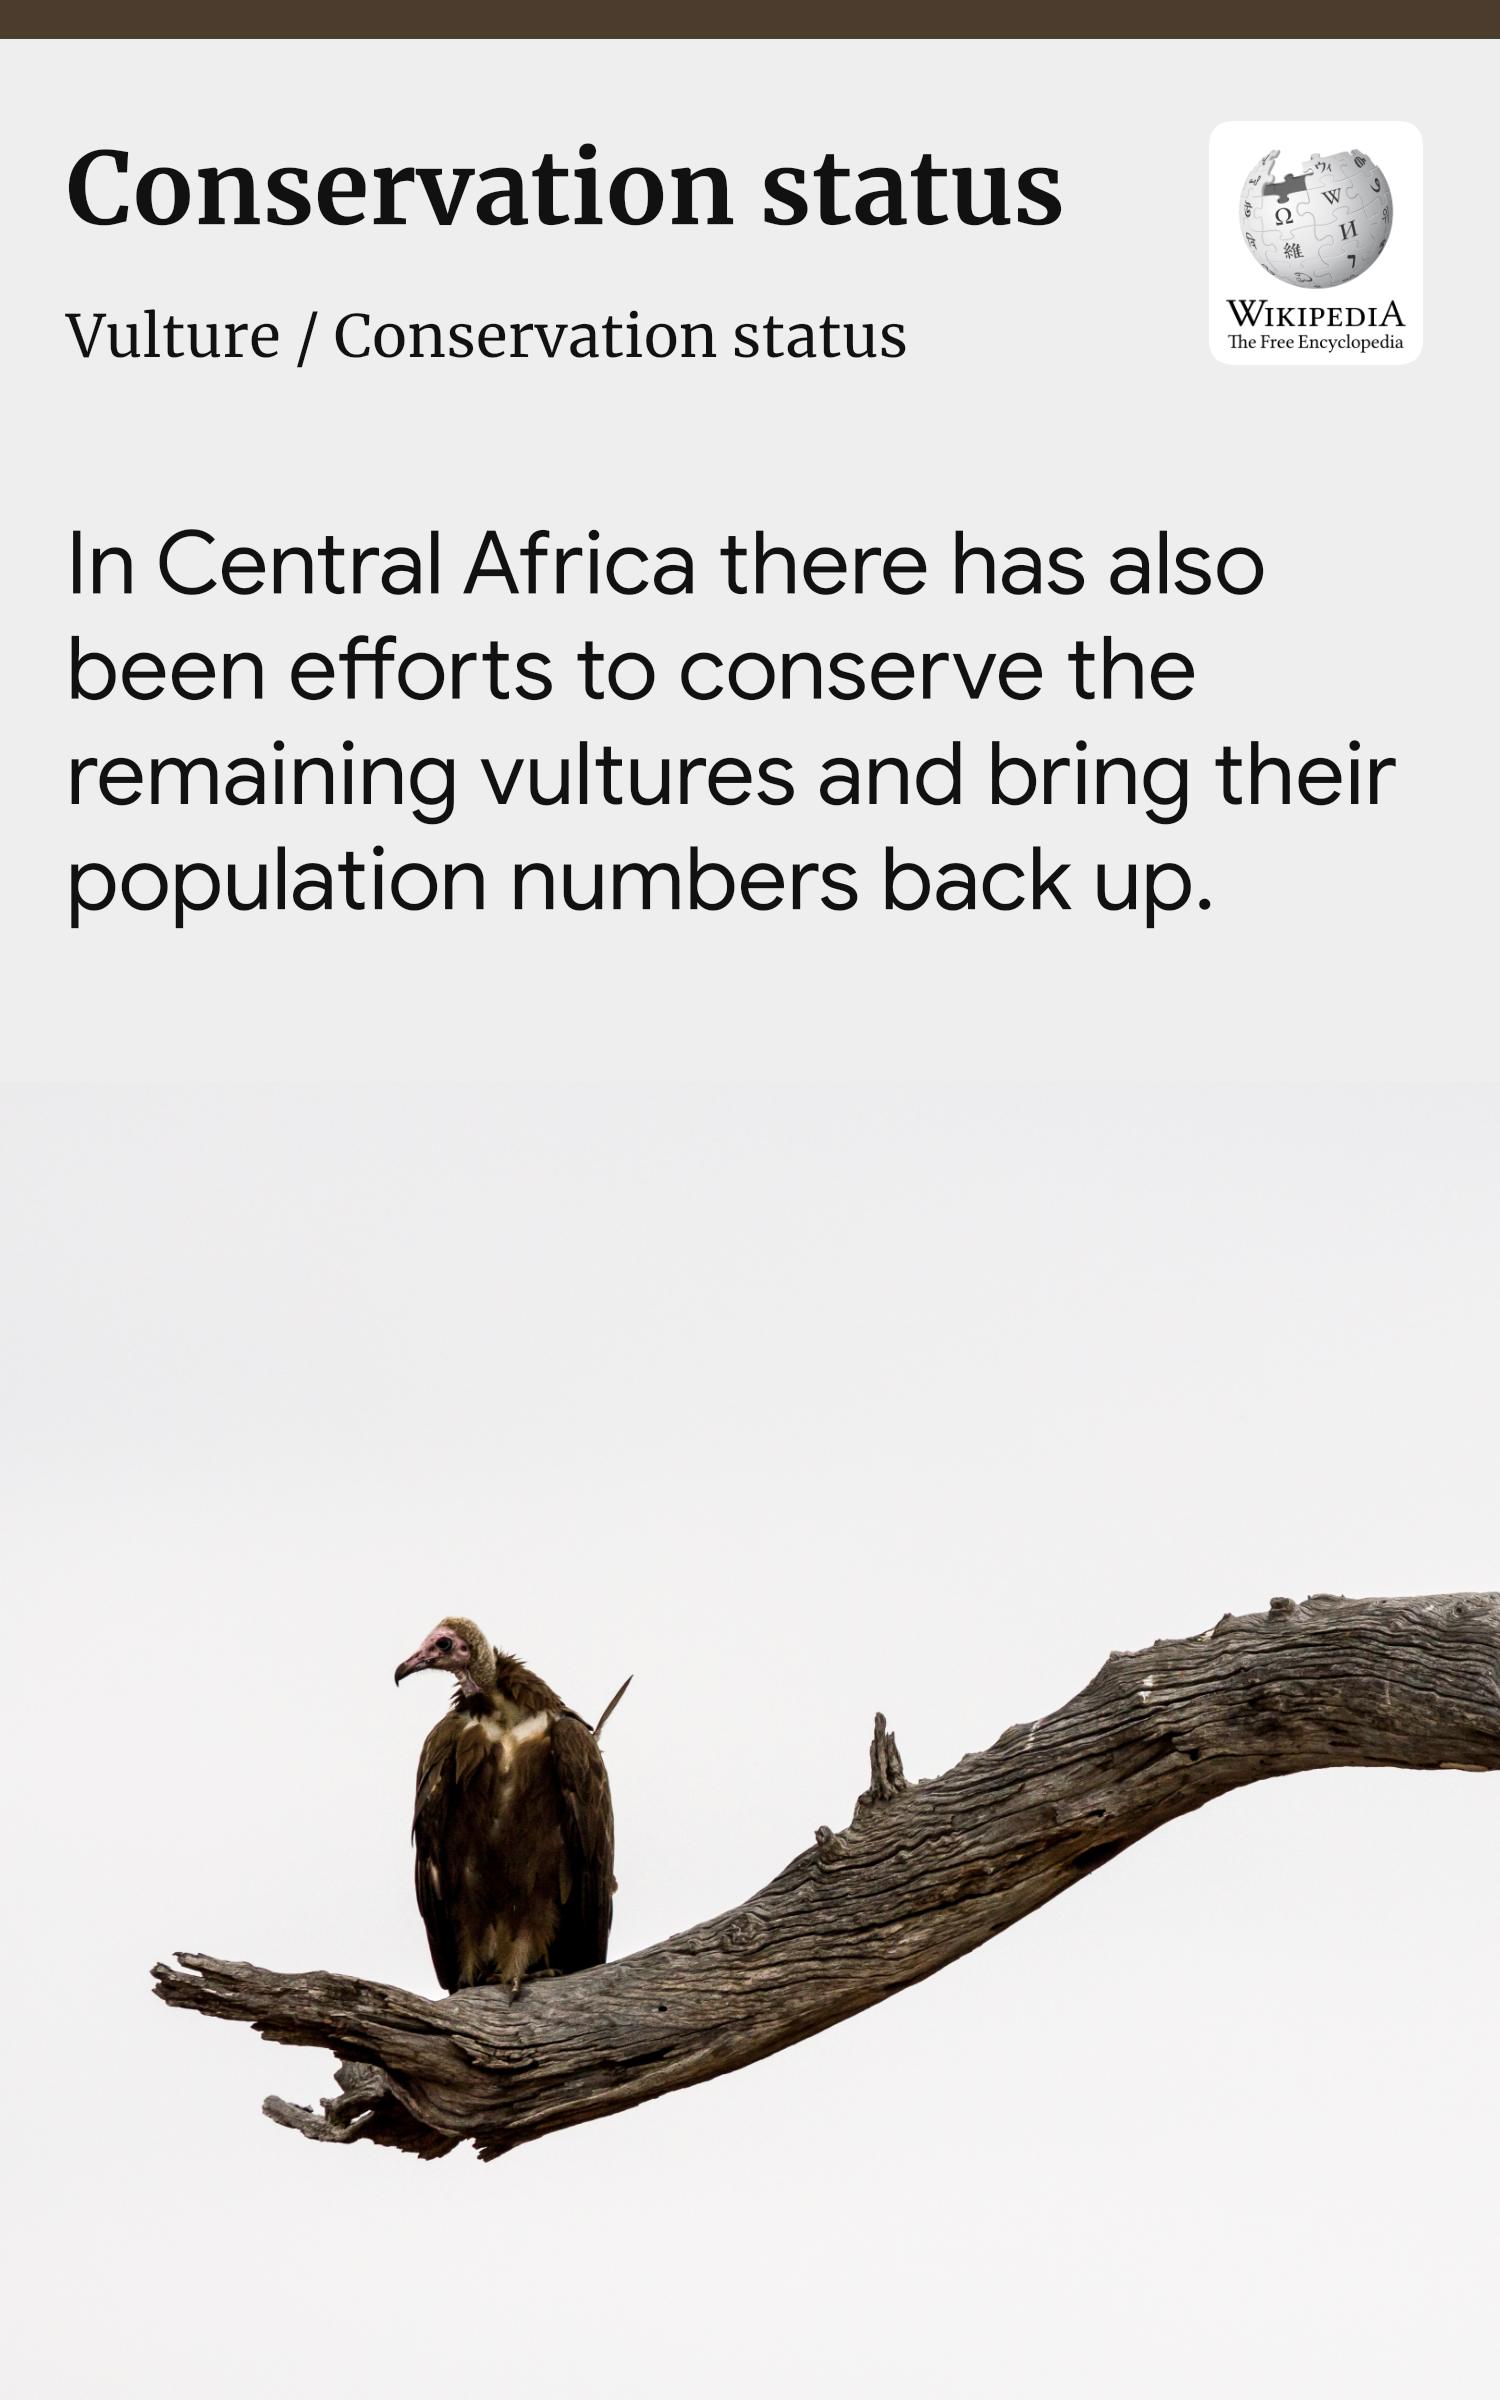 Conservation status
Vulture / Conservation status
WIKIPEDIA
The Free Encyclopedia
In Central Africa there has also
been efforts to conserve the
remaining vultures and bring their
population numbers back up.